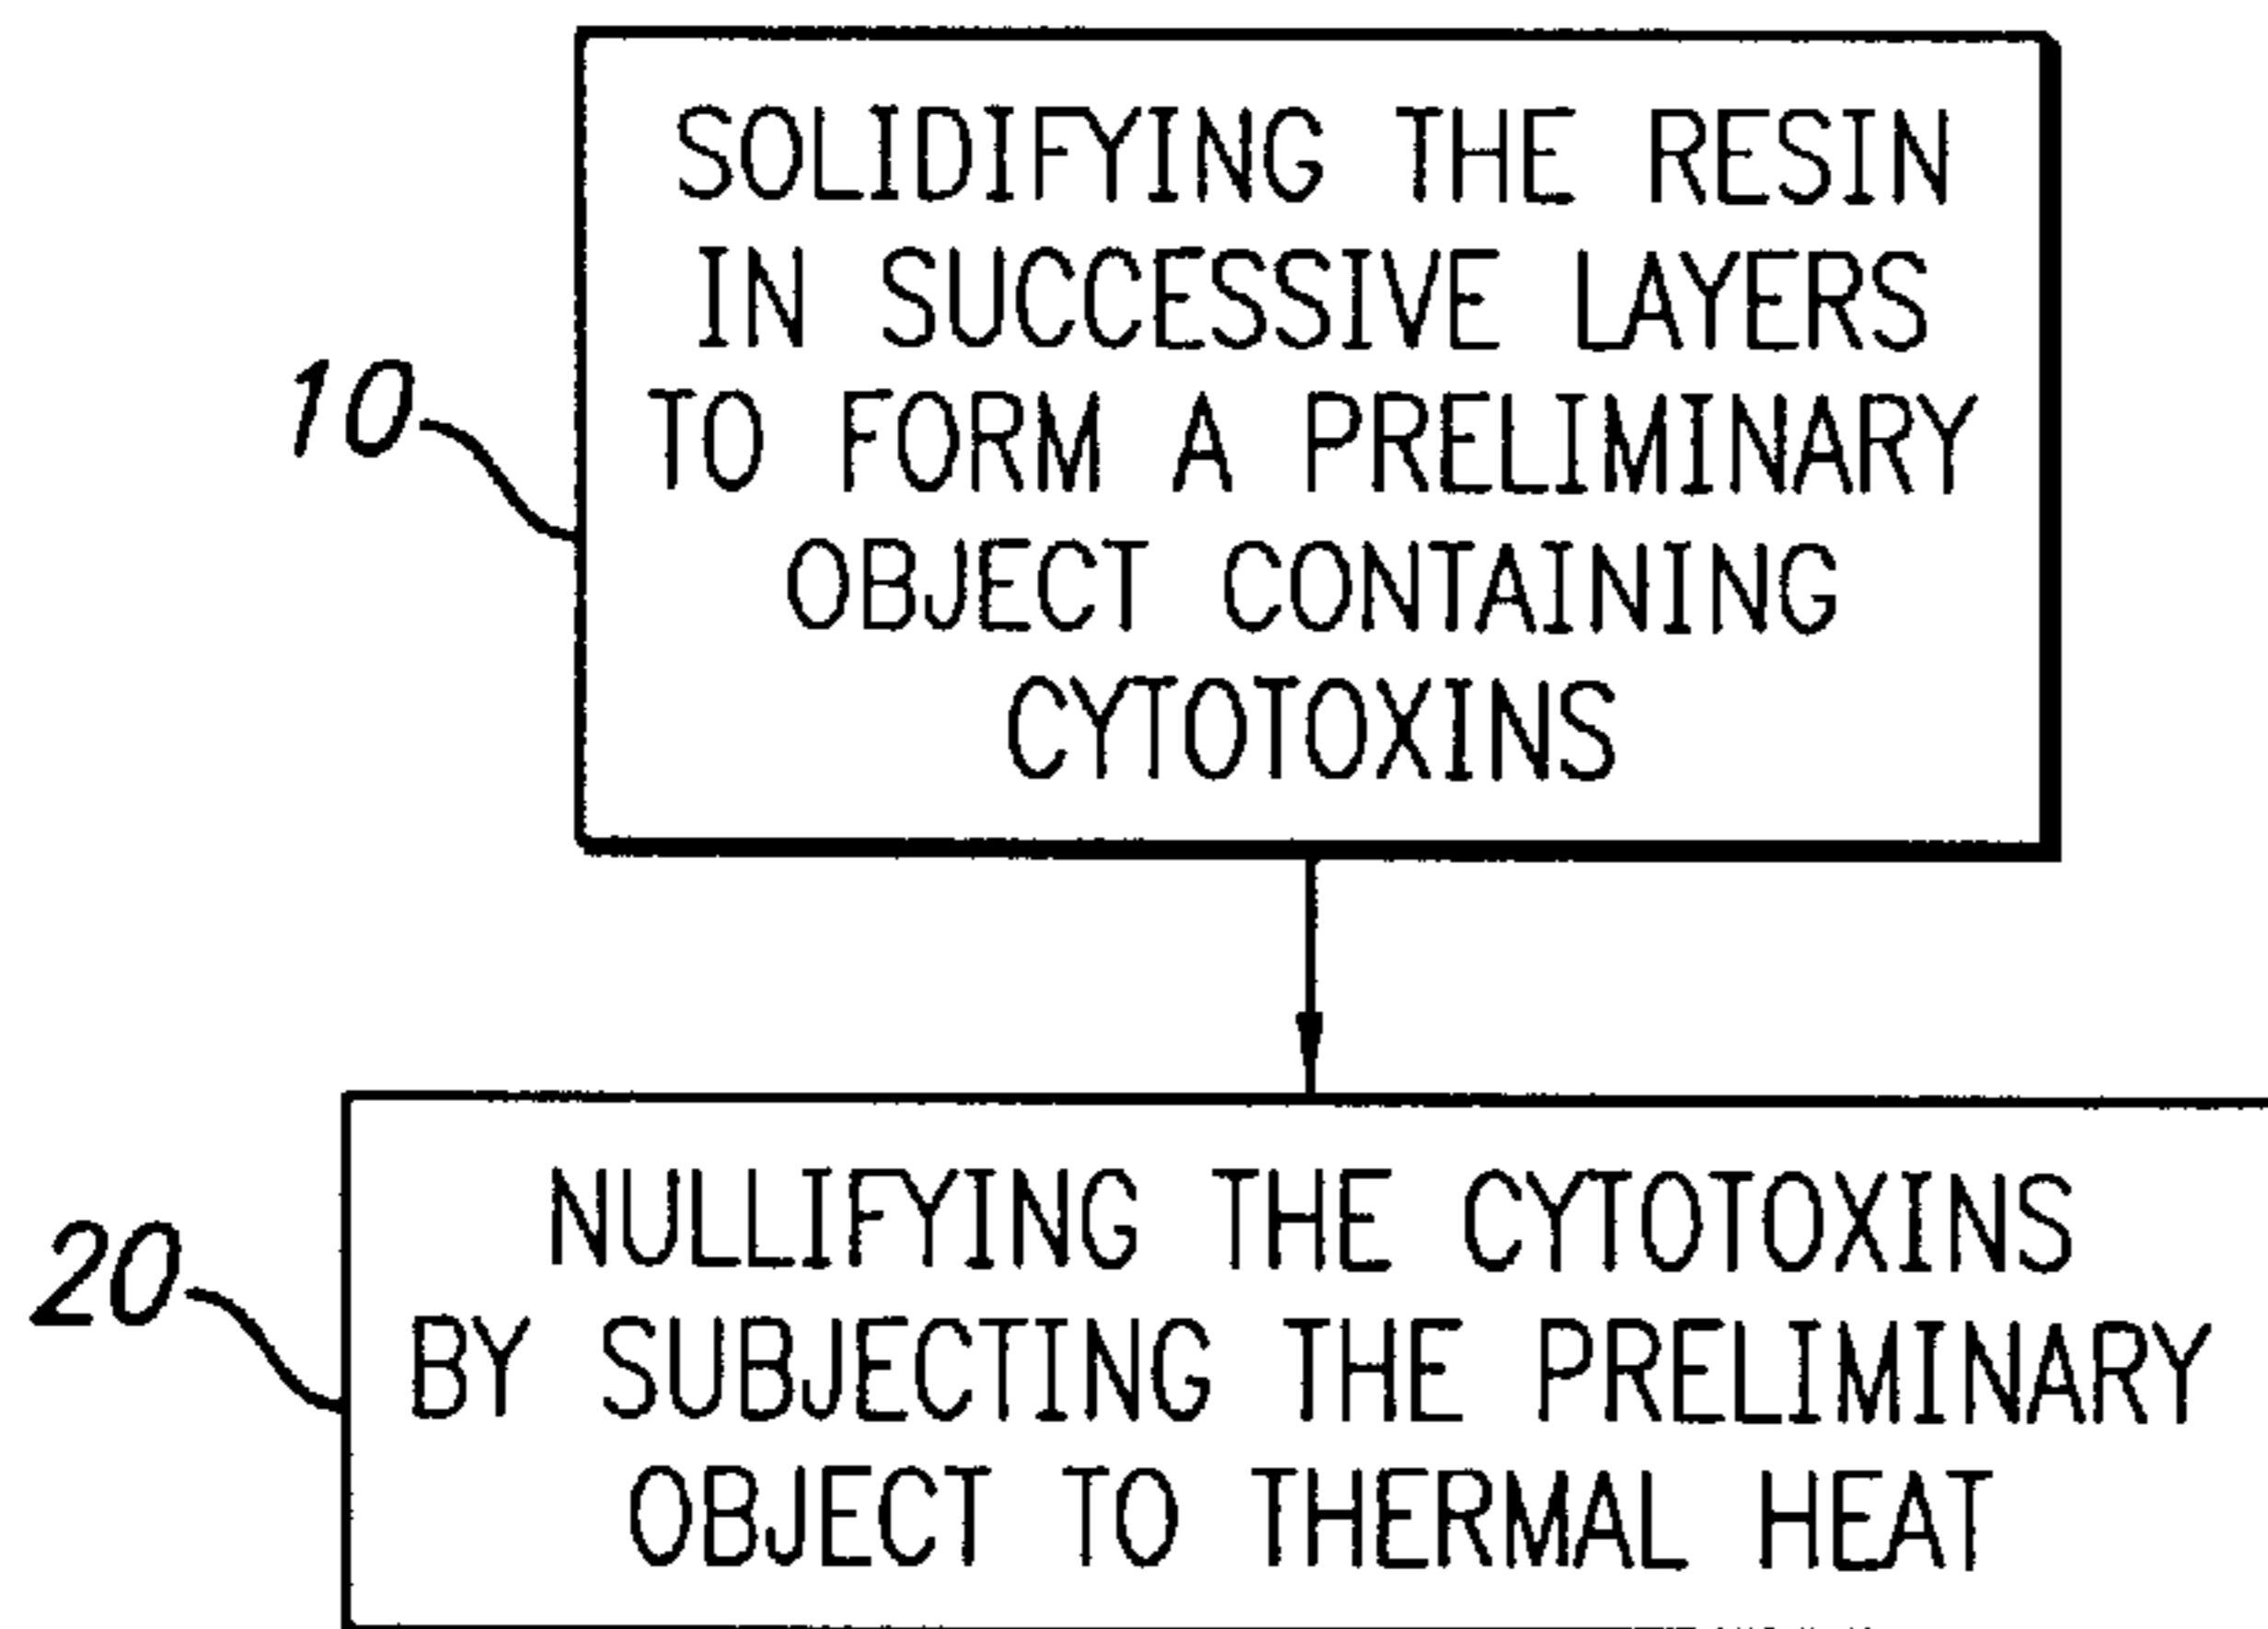 SOLIDIFYING THE RESIN
IN SUCCESSIVE LAYERS
TO FORM A PRELIMINARY
OBJECT CONTAINING
CYTOTOXINS
10
NULLIFYING THE CYTOTOXINS
BY SUBJECTING THE PRELIMINARY
OBJECT TO THERMAL HEAT
20